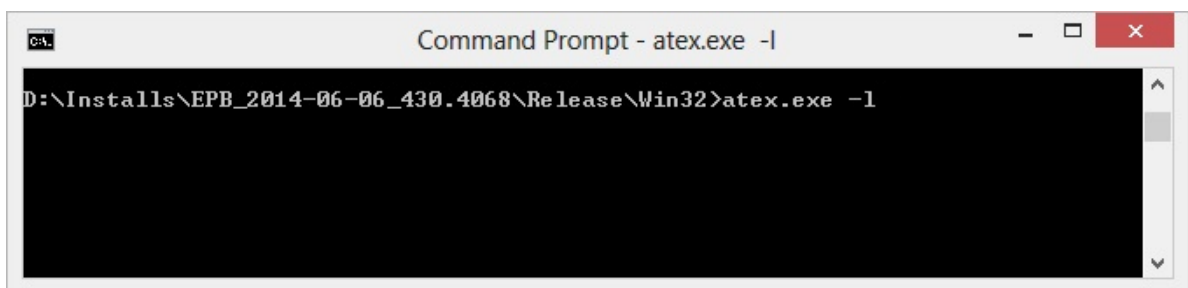 C:\.
Command Prompt - atex.exe  -l
D:\Installs\EPB_2014-06-06_430.4068\Release\Win32>atex.exe -l